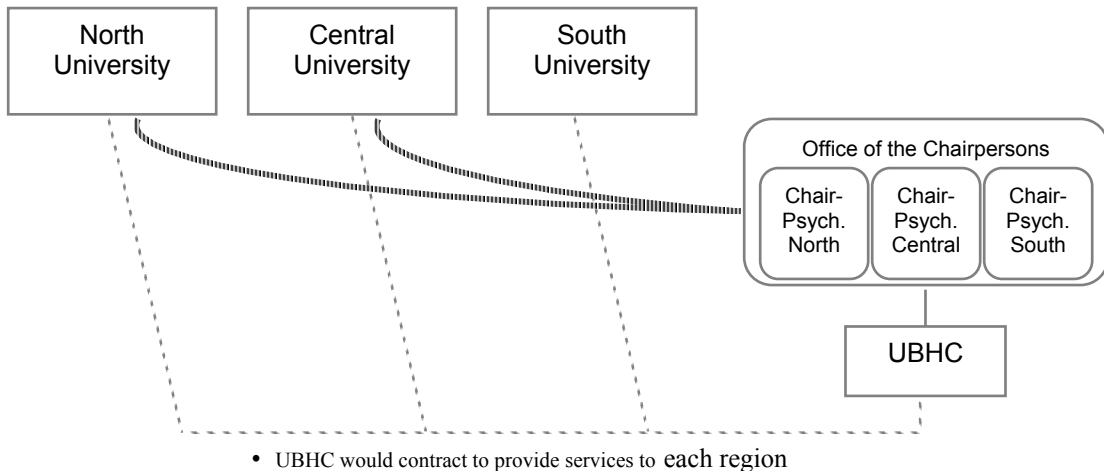 North
University
Central
University
South
University
Office of the Chairpersons
Chair-
Psych.
North
Chair-
Psych.
Central
Chair-
Psych.
South
UBHC
• UBHC would contract to provide services to each region